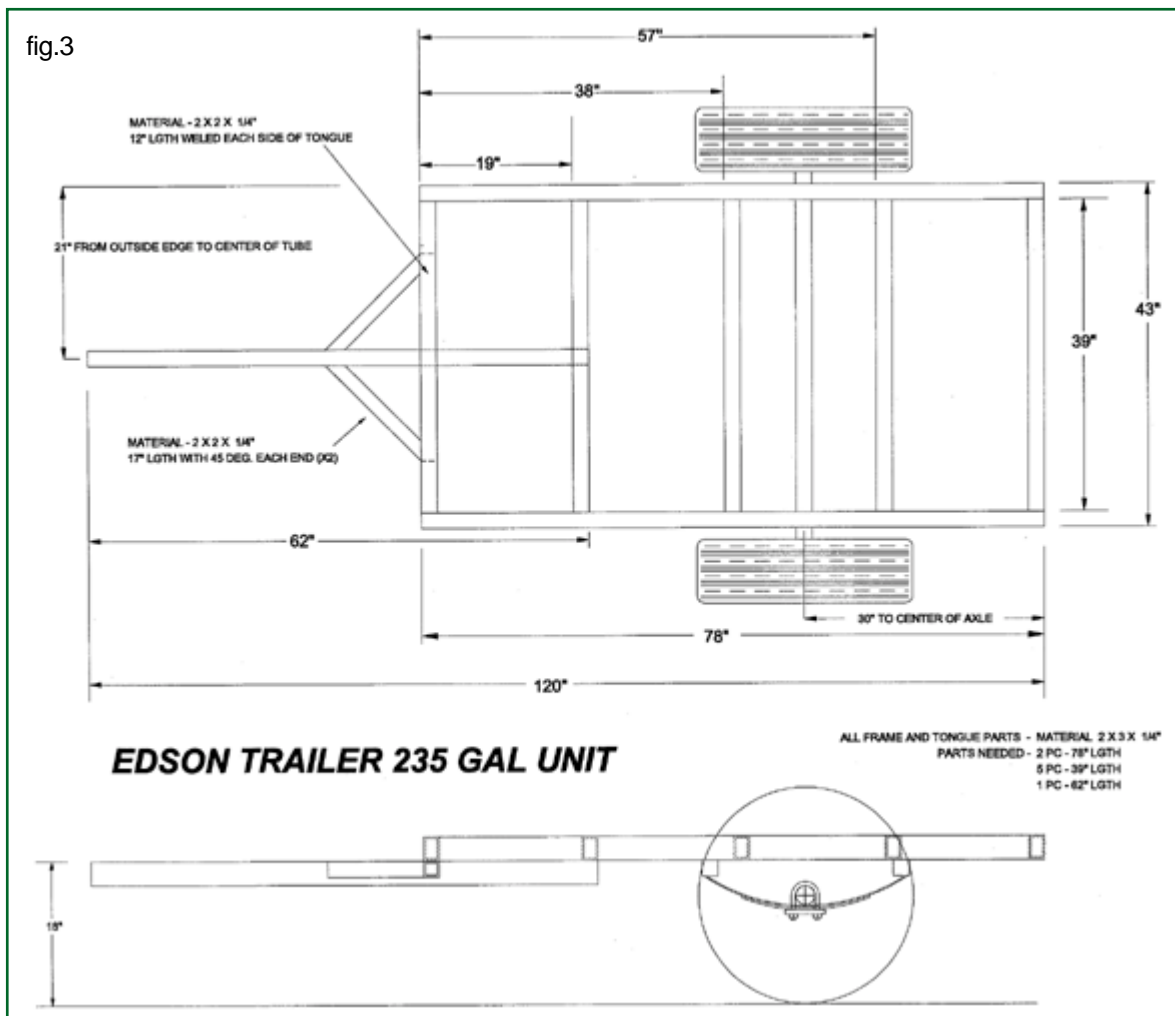 fig.3
57"
38"
MATERIAL - 2 X 2 X 1/4"
12" LGTH WELED EACH SIDE OF TONGUE
19"
21" FROM OUTSIDE EDGE TO CENTER OF TUBE
43"
39"
MATERIAL - 2 X 2 X 1/4"
17" LGTH WITH 45 DEG. EACH END (X2)
62"
30" TO CENTER OF AXLE
78"
120"
EDSON TRAILER 235 GAL UNIT
ALL FRAME AND TONGUE PARTS - MATERIAL 2 X 3 X 1/4"
PARTS NEEDED - 2 PC - 78" LGTH
5 PC - 39" LGTH
1 PC - 62" LGTH
18"